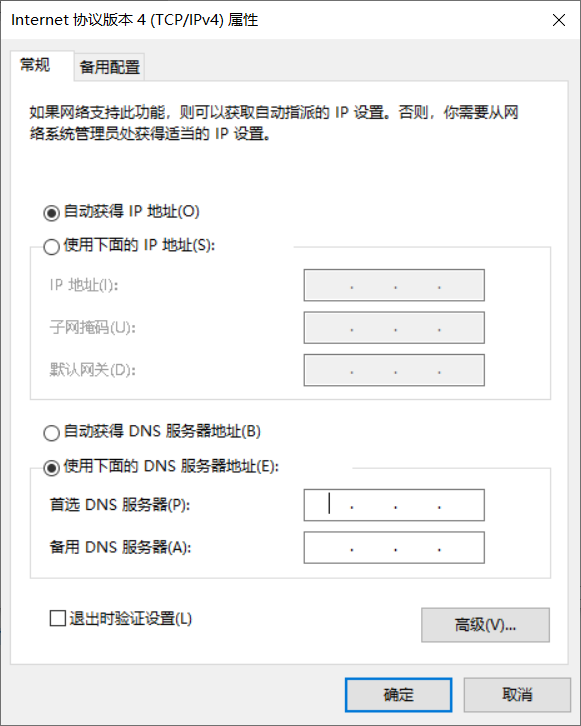 Internet 协议版本 4 (TCP/IPv4) 属性
常规
备用配置
如果网络支持此功能，则可以获取自动指派的 IP 设置。否则，你需要从网
络系统管理员处获得适当的 IP 设置。
自动获得 IP 地址(O)
使用下面的 IP 地址(S):
IP 地址(I):
子网掩码(U):
默认网关(D):
自动获得 DNS 服务器地址(B)
使用下面的 DNS 服务器地址(E):
首选 DNS 服务器(P):
备用 DNS 服务器(A):
退出时验证设置(L)
高级(V)...
确定
取消